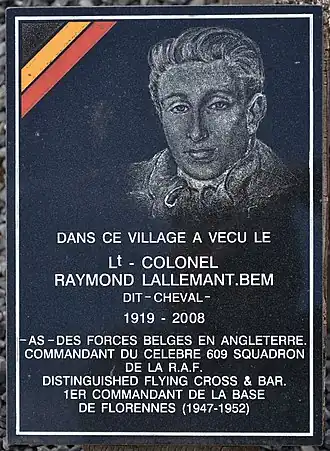 DANS CE VILLAGE A VECU LE
Lt - COLONEL
RAYMOND LALLEMANT.BEM
DIT-CHEVAL-
1919 - 2008
-AS-DES FORCES BELGES EN ANGLETERRE.
COMMANDANT DU CELEBRE 609 SQUADRON
DE LA R.A.F.
DISTINGUISHED FLYING CROSS & BAR.
1ER COMMANDANT DE LA BASE
DE FLORENNES (1947-1952)